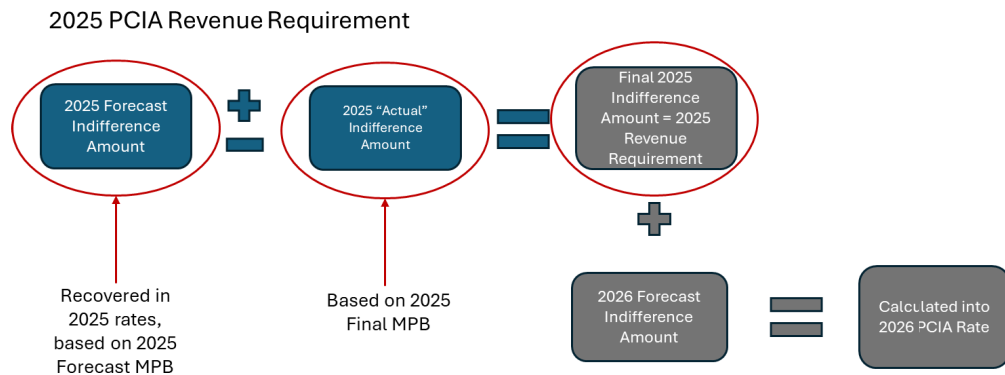 2025 PCIA Revenue Requirement
2025 Forecast
Indifference
Amount
2025 “Actual”
Indifference
Amount
Final 2025
Indifference
Amount = 2025
Revenue
Requirement
Recovered in
2025 rates,
based on 2025
Forecast MPB
Based on 2025
Final MPB
2026 Forecast
Indifference
Amount
Calculated into
2026 PCIA Rate